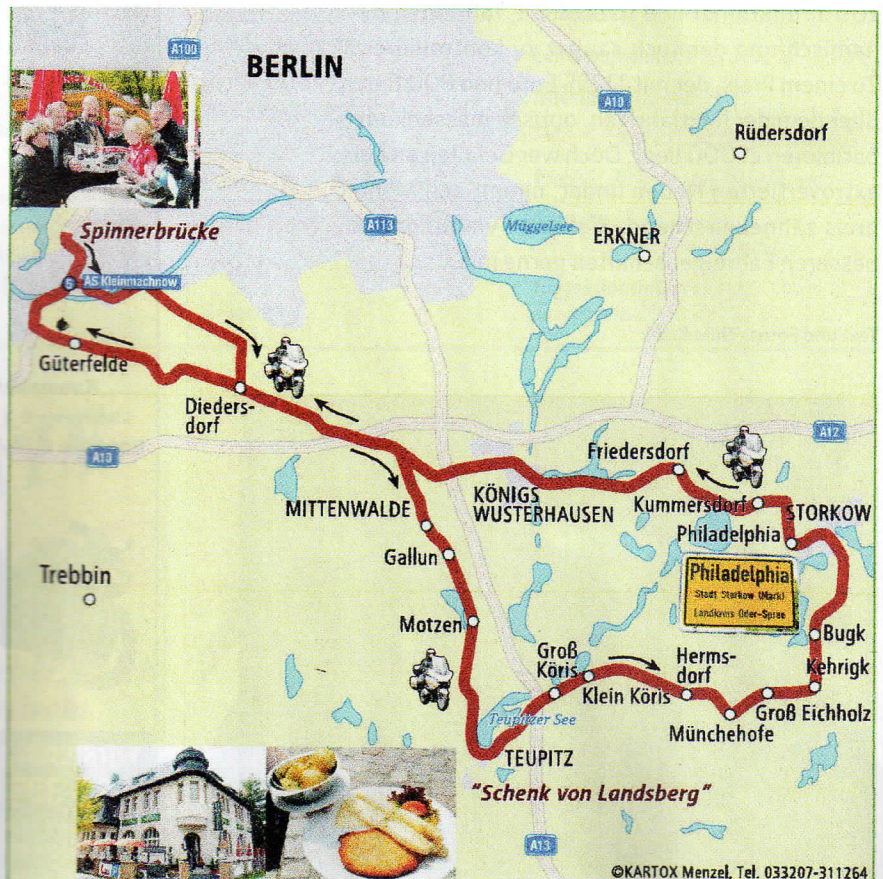 A100
BERLIN
A10
Rüdersdorf
Spinnerbrücke
A113
Müggelsee
ERKNER
S
AS Kleinmachnow
Güterfelde
Dieders-
dorf
A10
A12
Friedersdorf
MITTENWALDE
KÖNIGS
WUSTERHAUSEN
Kummersdorf
STORKOW
Philadelphia
Gallun
Trebbin
Philadelphia
Stadt Storkow (Mark)
Landkreis Oder-Spree
Motzen
Bugk
Groß
Köris
Herms-
dorf
Kehrigk
Klein Köris
Groß Eichholz
Teupitzer See
Münchehofe
TEUPITZ
"Schenk von Landsberg"
A13
©KARTOX Menzel, Tel. 033207-311264